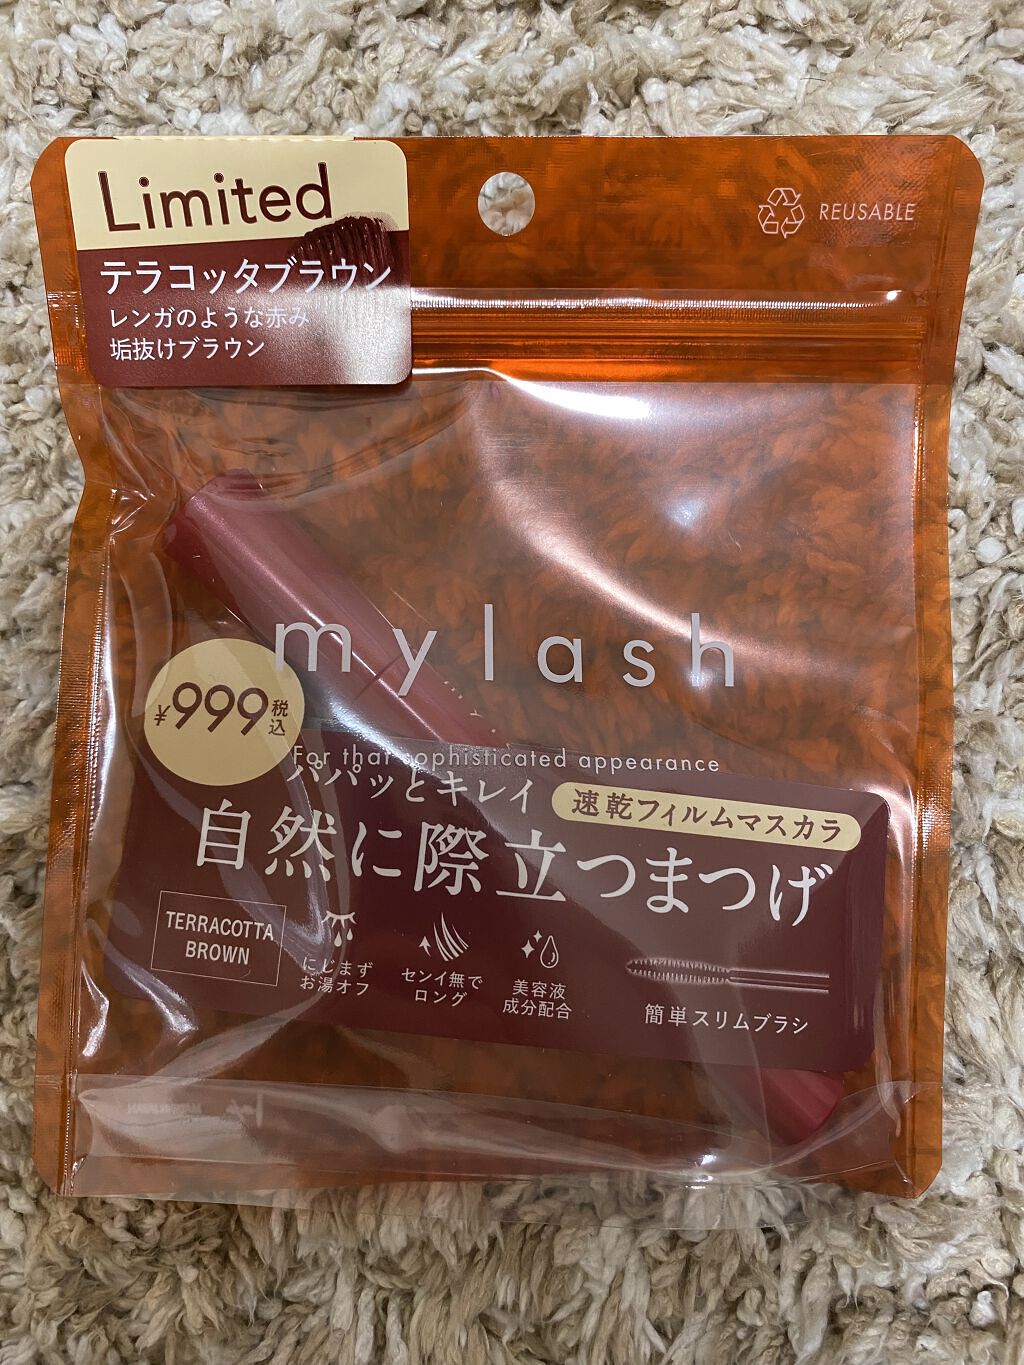 Limited
テラコッタブラウン
レンガのような赤み
垢抜けブラウン
REUSABLE
mylash
¥999税込
For that sophisticated appearance
パパッとキレイ
速乾フィルムマスカラ
自然に際立つまつげ
TERRACOTTA
BROWN
にじまず
お湯オフ
センイ無で
ロング
美容液
成分配合
簡単スリムブラシ